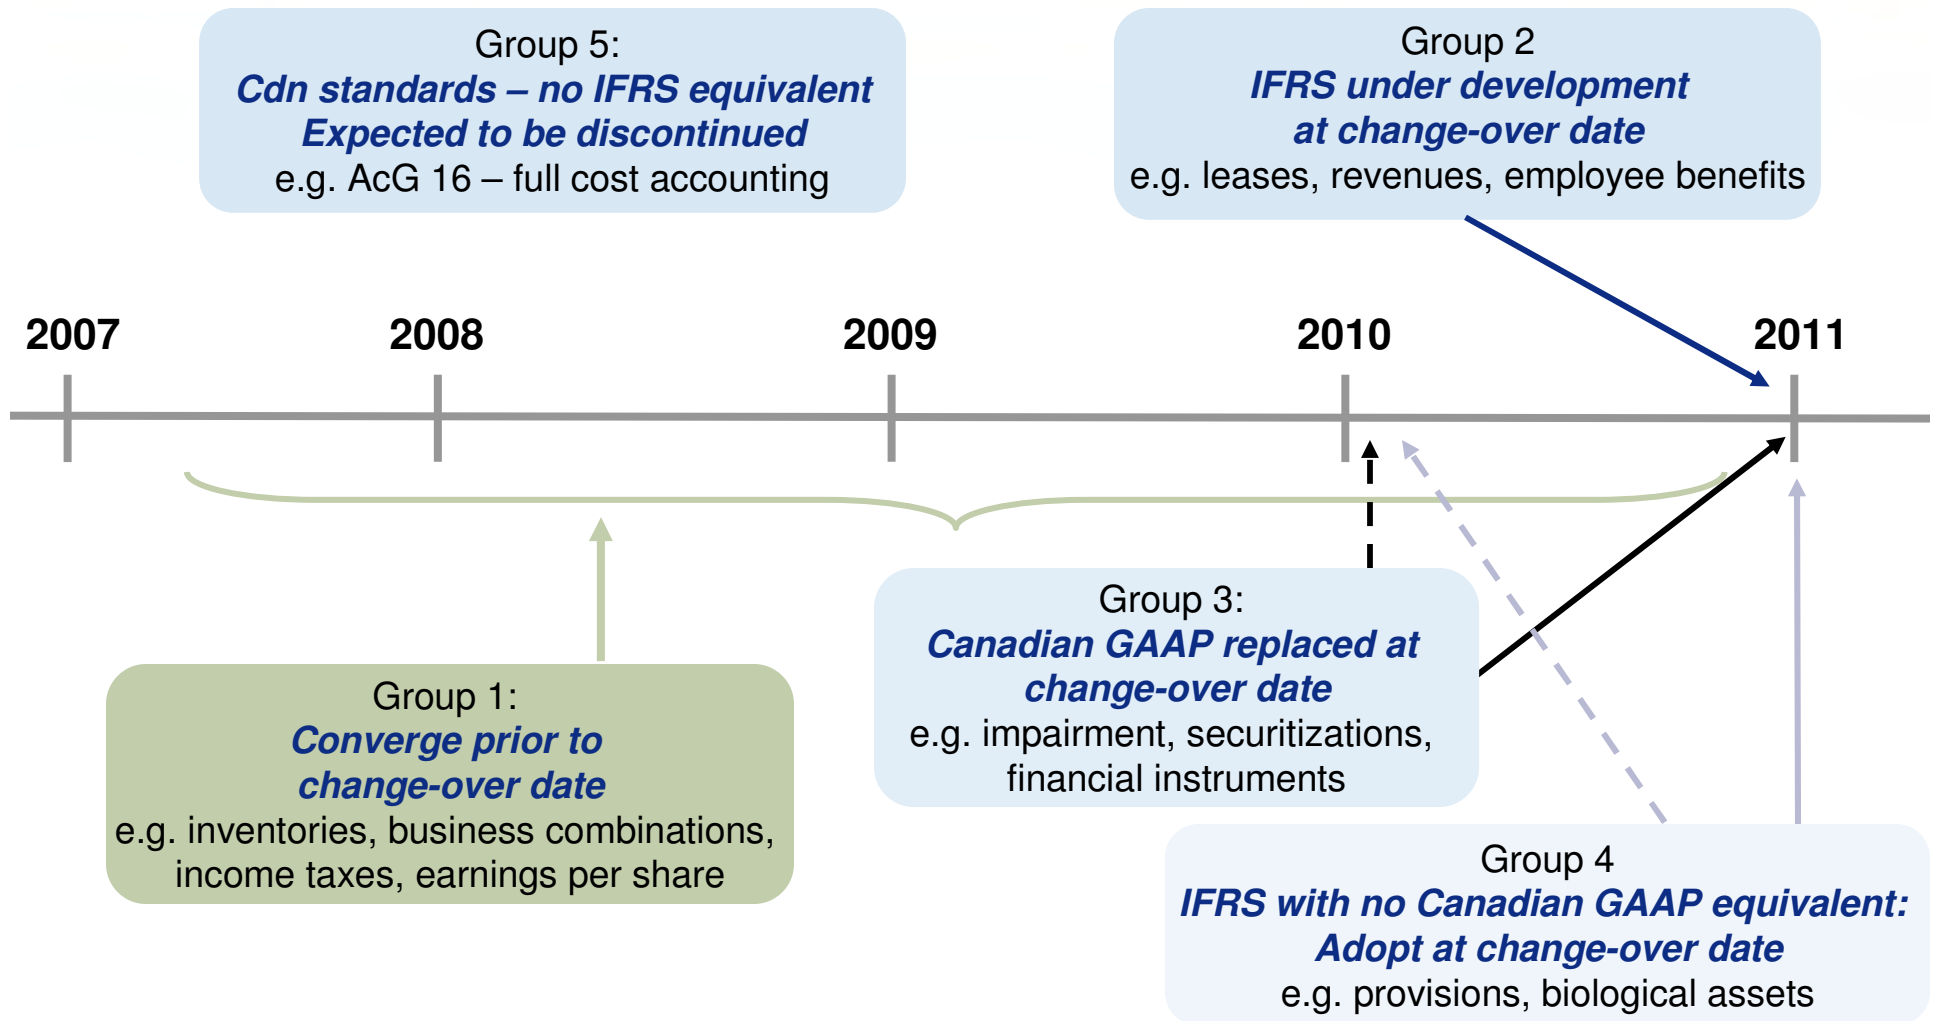 Group 5:
Cdn standards – no IFRS equivalent
Expected to be discontinued
e.g. AcG 16 – full cost accounting
Group 2
IFRS under development
at change-over date
e.g. leases, revenues, employee benefits
2007
2008
2009
2010
2011
Group 1:
Converge prior to
change-over date
e.g. inventories, business combinations,
income taxes, earnings per share
Group 3:
Canadian GAAP replaced at
change-over date
e.g. impairment, securitizations,
financial instruments
Group 4
IFRS with no Canadian GAAP equivalent:
Adopt at change-over date
e.g. provisions, biological assets